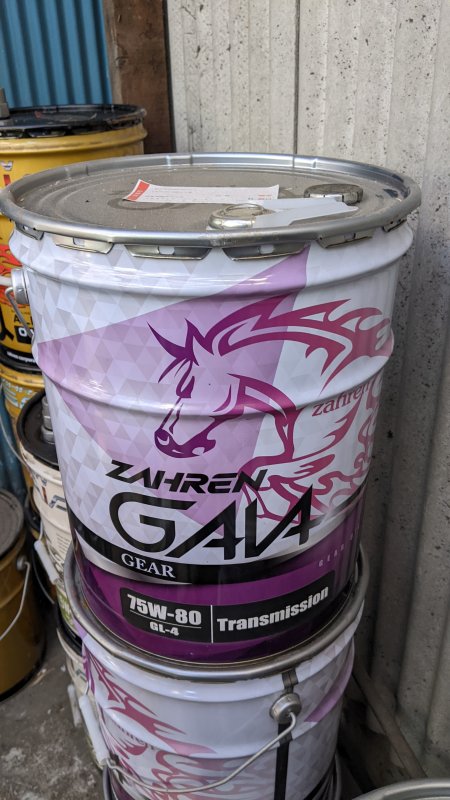 zahren
ZAHREN
GAIA
GEAR
75W-80
GL-4
Transmission